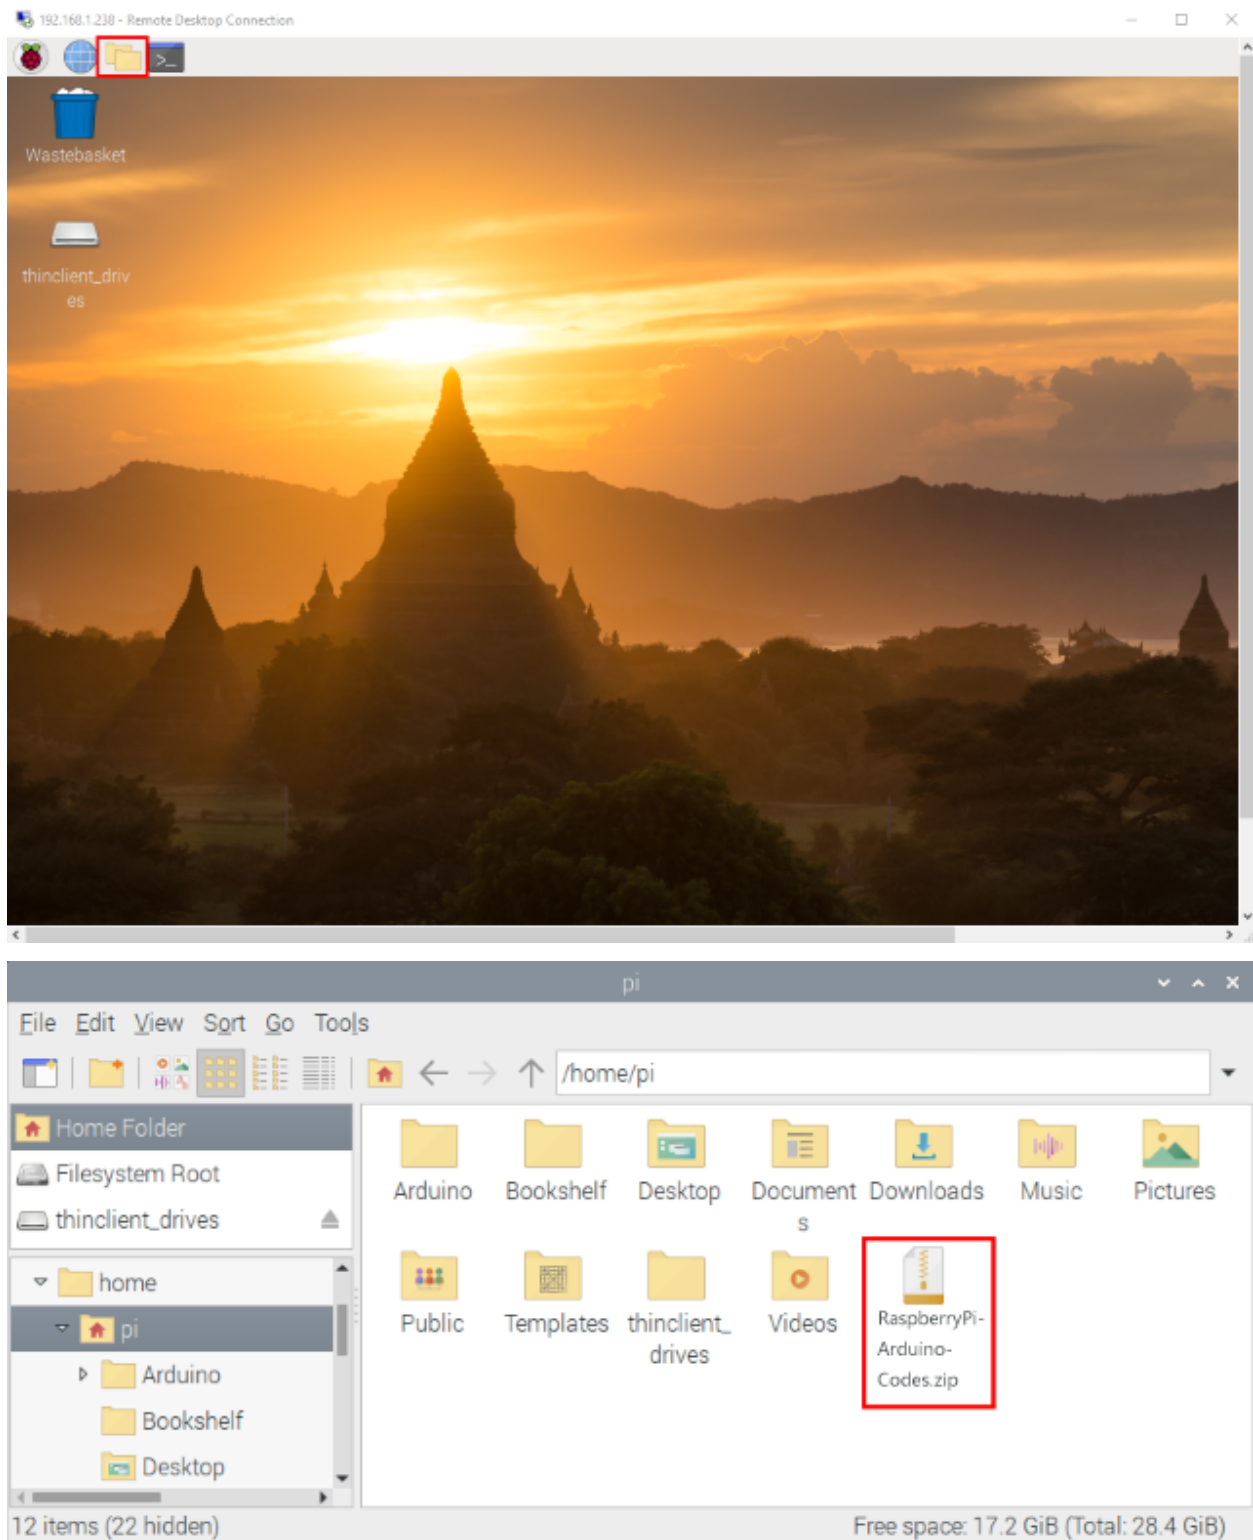 192.168.1.238 - Remote Desktop Connection
>_
Wastebasket
thinclient_driv
es
pi
File Edit View Sort Go Tools
/home/pi
Home Folder
Filesystem Root
thinclient_drives
home
pi
Arduino
Bookshelf
Desktop
Arduino Bookshelf Desktop Document Downloads Music Pictures
s
Public Templates thinclient_ Videos RaspberryPi-
drives Arduino-
Codes.zip
12 items (22 hidden) Free space: 17.2 GiB (Total: 28.4 GiB)